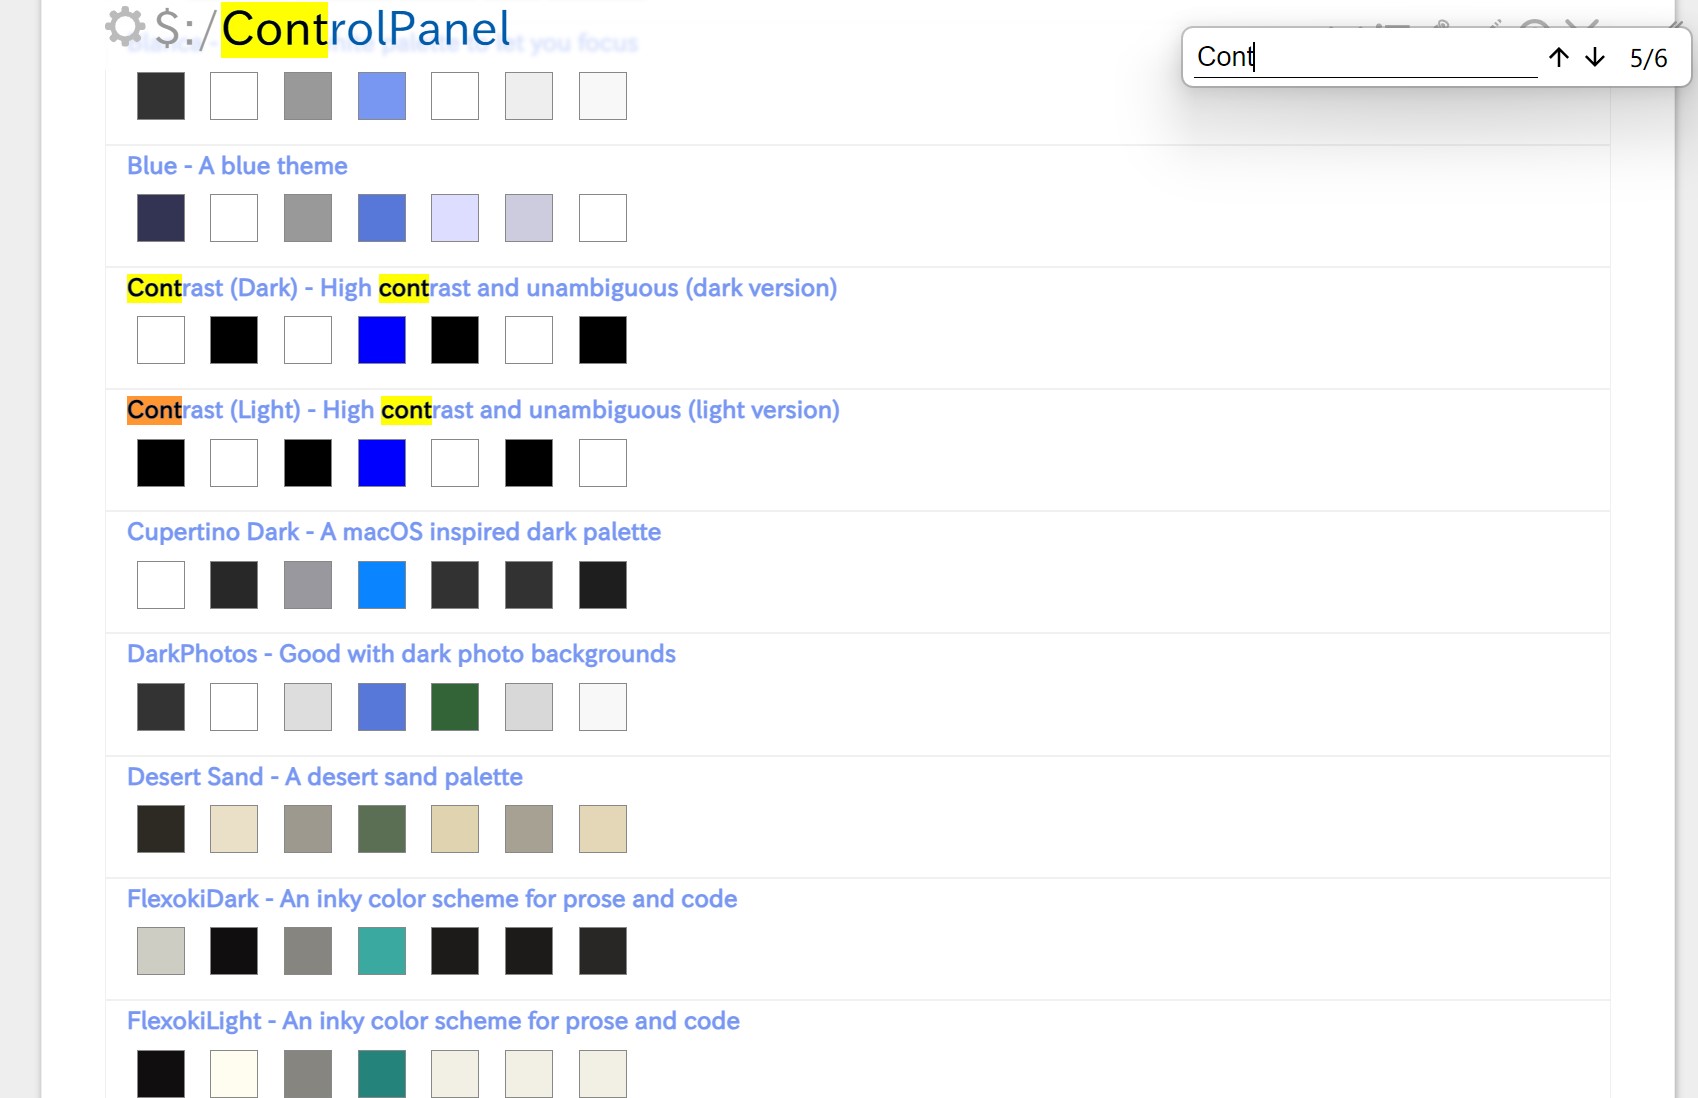 $:/ControlPanel
Cont
5/6
Blue - A blue theme
Contrast (Dark) - High contrast and unambiguous (dark version)
Contrast (Light) - High contrast and unambiguous (light version)
Cupertino Dark - A macOS inspired dark palette
DarkPhotos - Good with dark photo backgrounds
Desert Sand - A desert sand palette
FlexokiDark - An inky color scheme for prose and code
FlexokiLight - An inky color scheme for prose and code